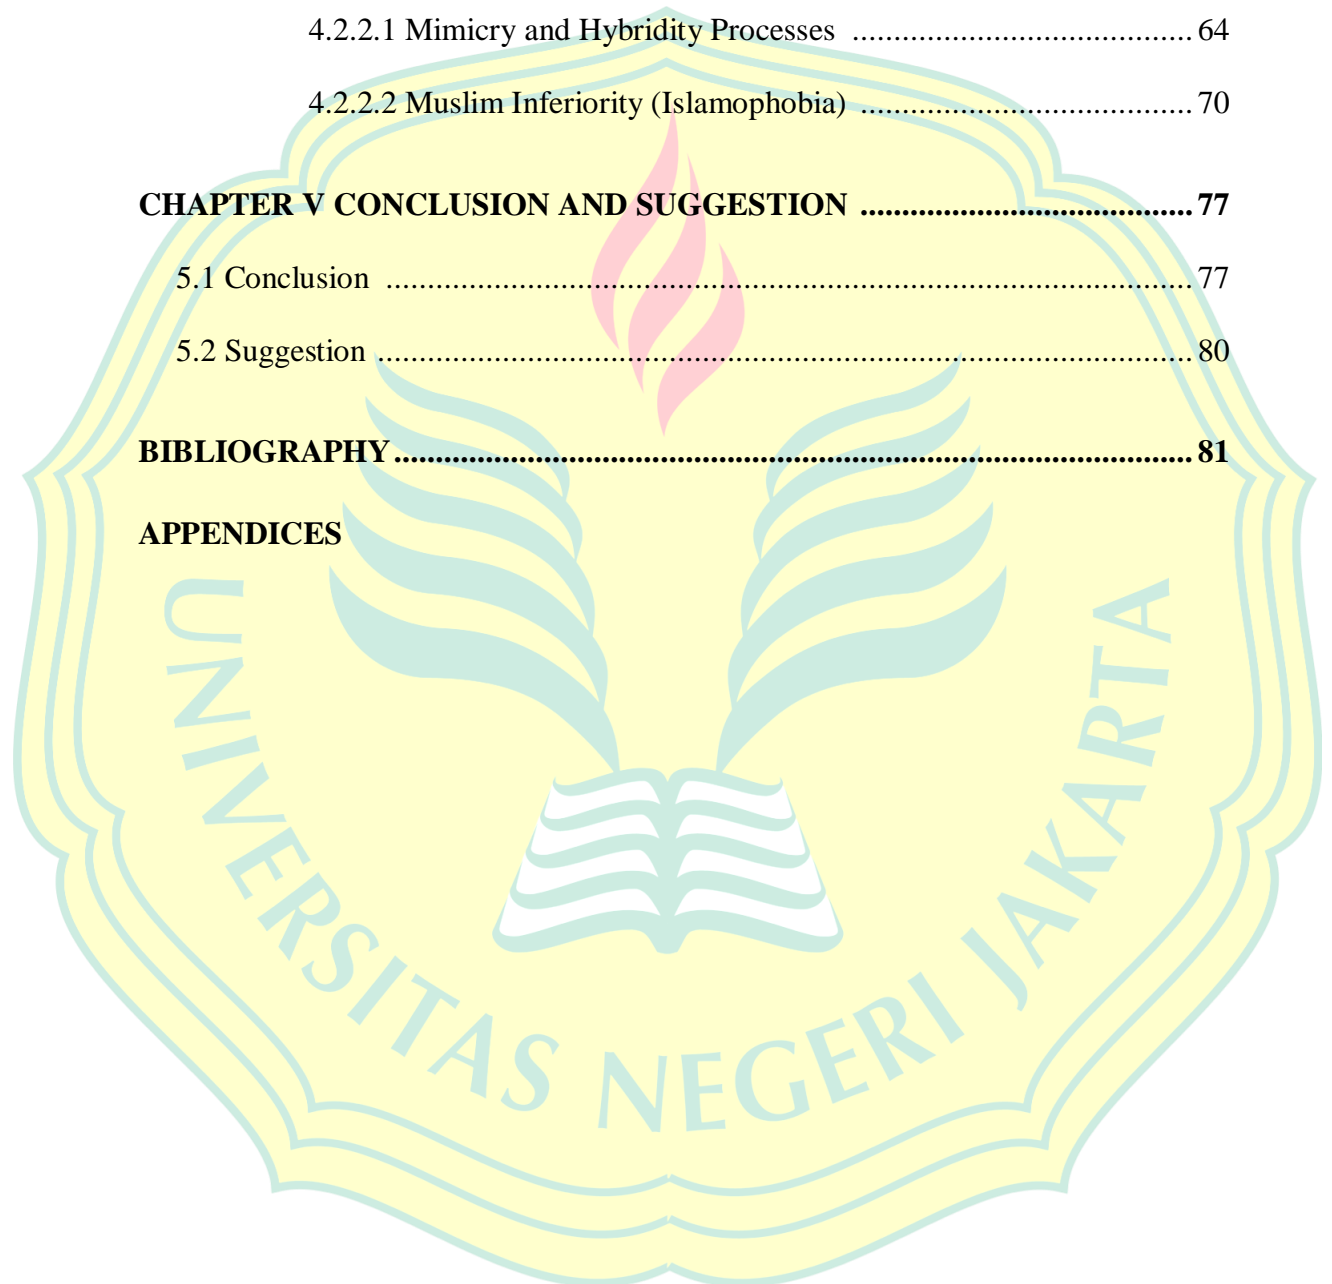 4.2.2.1 Mimicry and Hybridity Processes ......................................... 64
4.2.2.2 Muslim Inferiority (Islamophobia) ........................................ 70
CHAPTER V CONCLUSION AND SUGGESTION ........................................ 77
5.1 Conclusion ................................................................................................. 77
5.2 Suggestion .................................................................................................. 80
BIBLIOGRAPHY ................................................................................................ 81
APPENDICES
UNIVERSITAS NEGERI JAKARTA